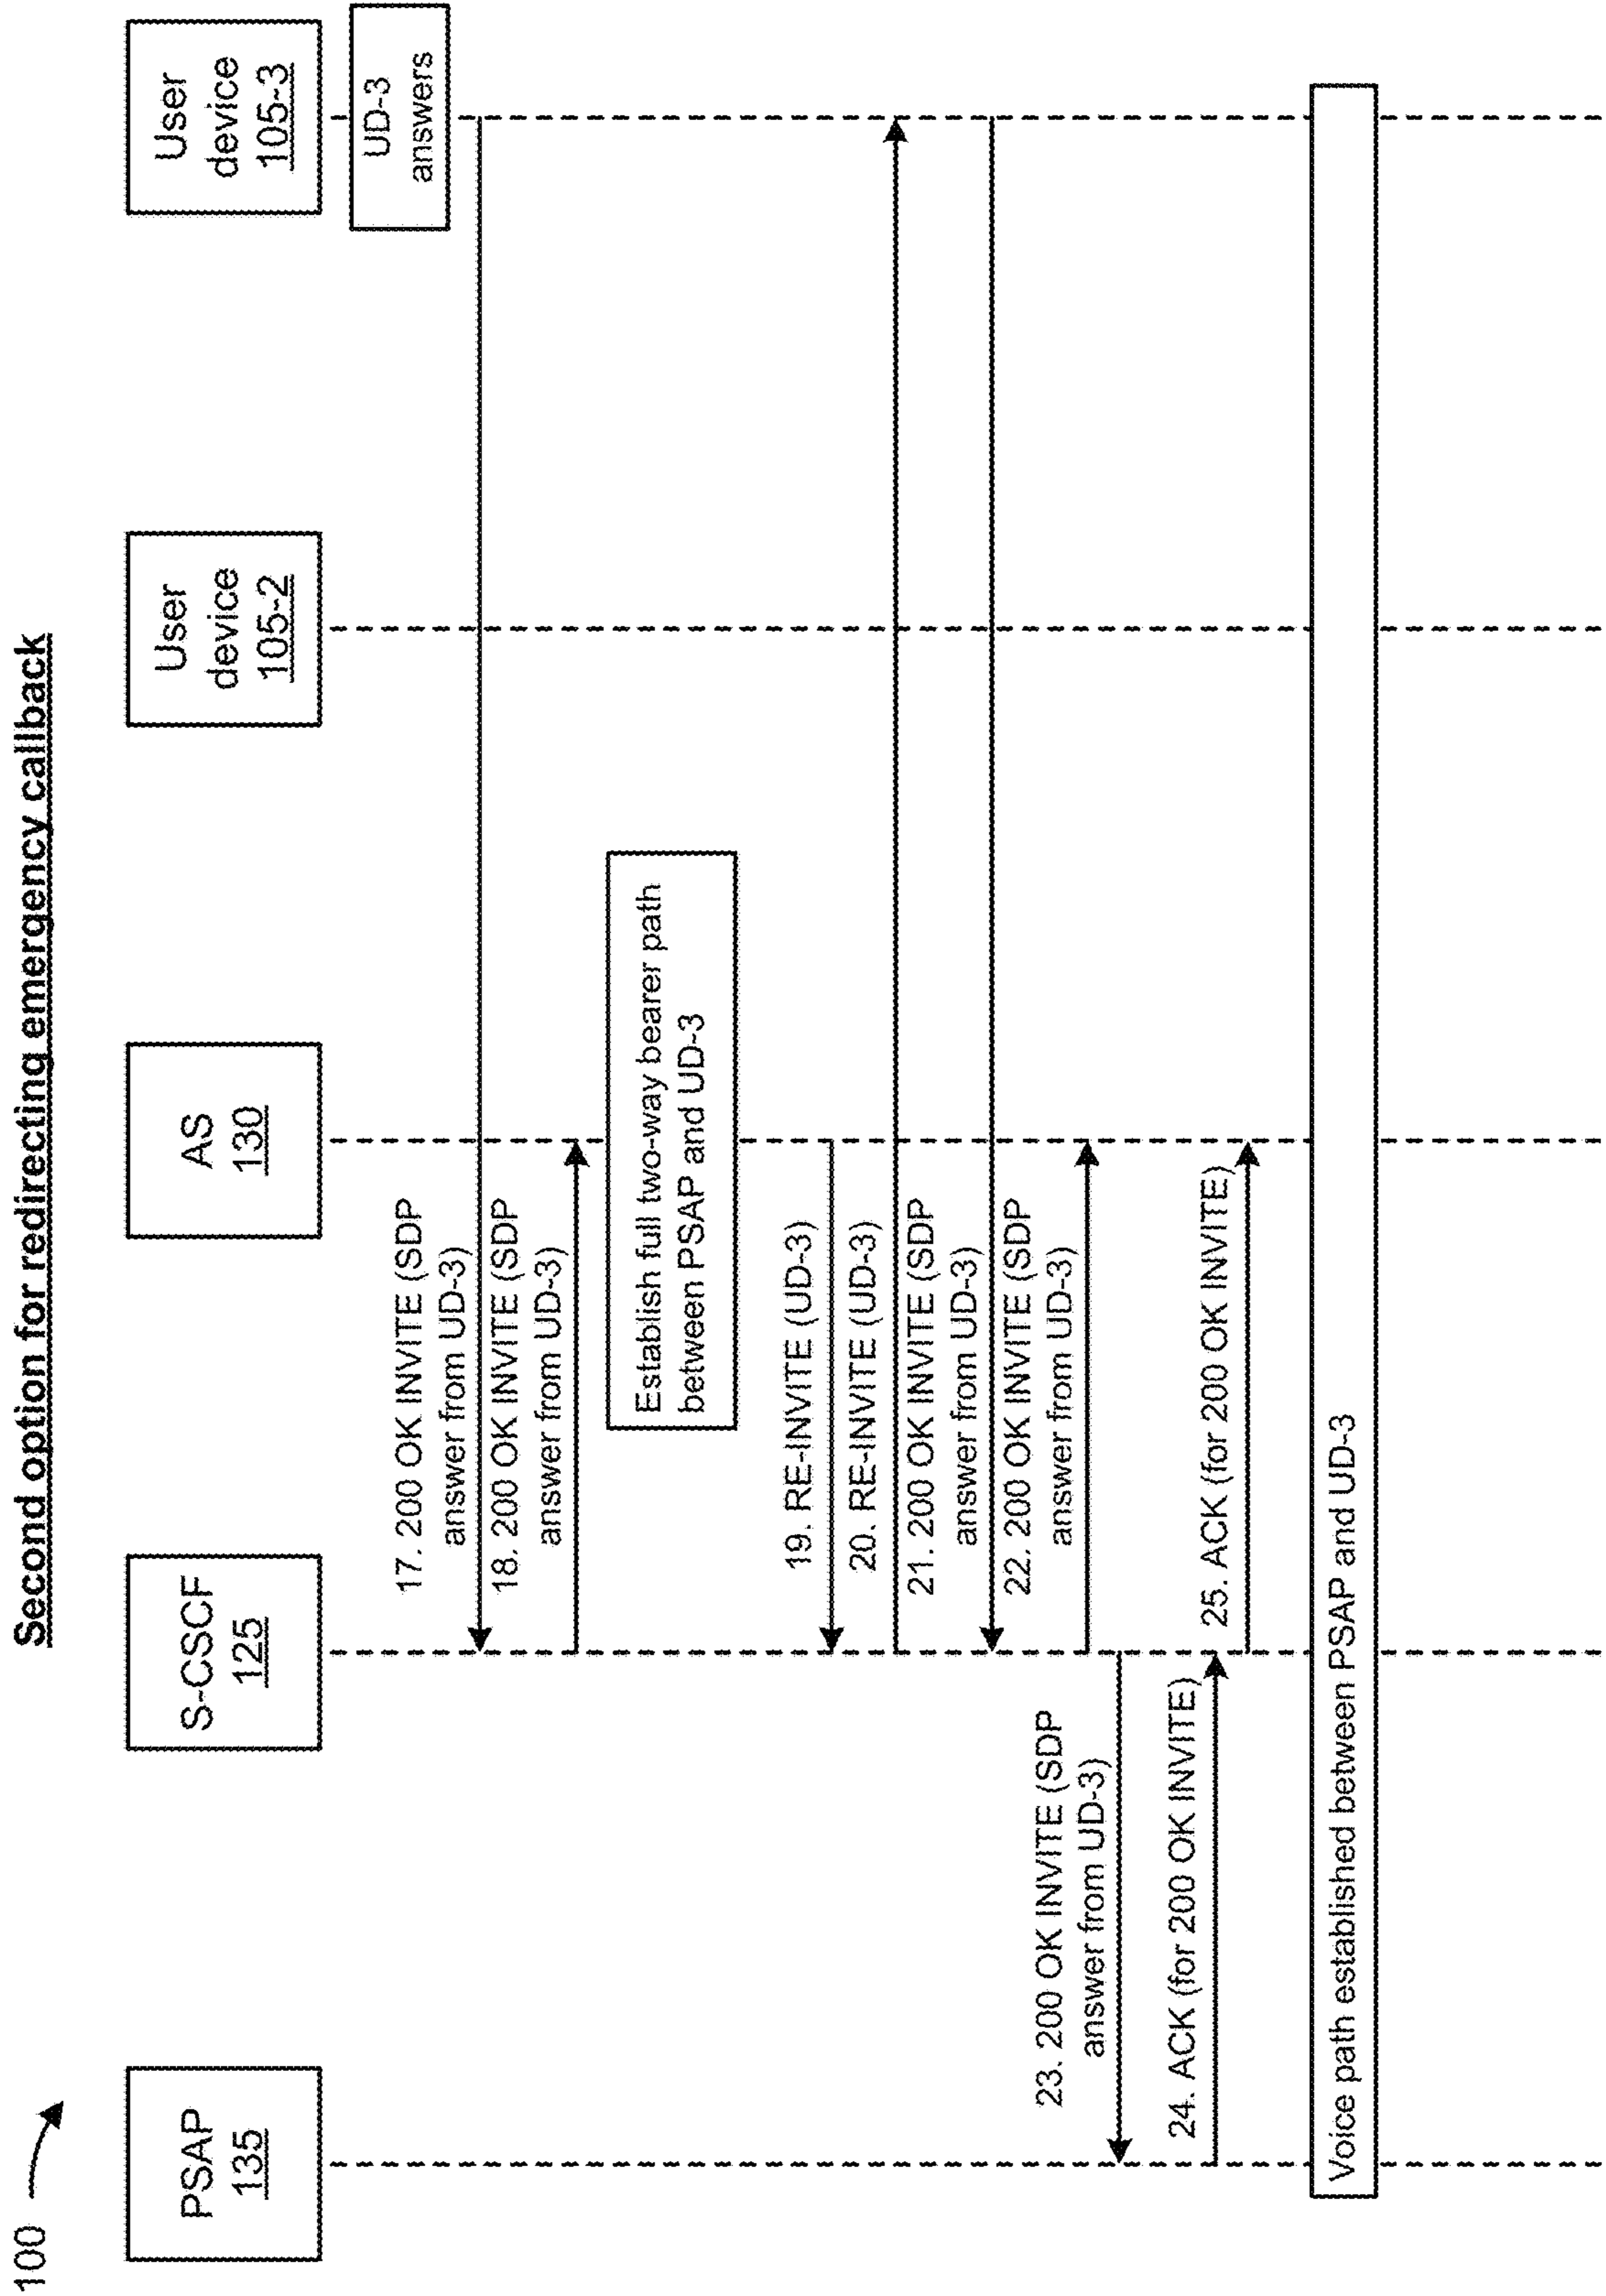 100
Second option for redirecting emergency callback
PSAP
135
S-CSCF
125
AS
130
User
device
105-2
User
device
105-3
UD-3
answers
17. 200 OK INVITE (SDP
answer from UD-3)
18. 200 OK INVITE (SDP
answer from UD-3)
Establish full two-way bearer path
between PSAP and UD-3
19. RE-INVITE (UD-3)
20. RE-INVITE (UD-3)
21. 200 OK INVITE (SDP
answer from UD-3)
22. 200 OK INVITE (SDP
answer from UD-3)
23. 200 OK INVITE (SDP
answer from UD-3)
24. ACK (for 200 OK INVITE)
25. ACK (for 200 OK INVITE)
Voice path established between PSAP and UD-3